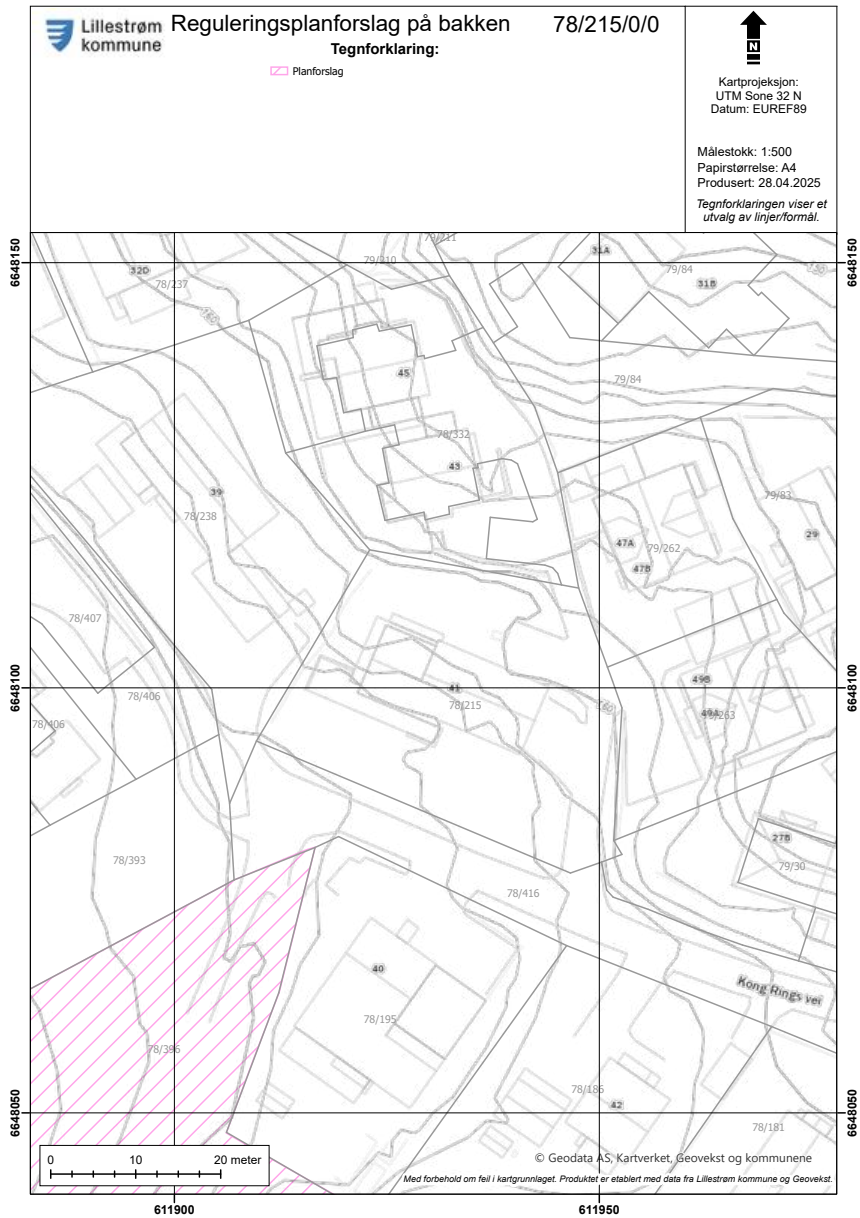 Lillestrøm
kommune
Reguleringsplanforslag på bakken
78/215/0/0
Tegnforklaring:
Planforslag
N
Kartprojeksjon:
UTM Sone 32 N
Datum: EUREF89
Målestokk: 1:500
Papirstørrelse: A4
Produsert: 28.04.2025
Tegnforklaringen viser et
utvalg av linjer/formål.
6648150
6648150
79/211
79/210
31A
79/84
150
32D
78/237
31B
150
45
79/84
78/332
43
39
78/238
79/83
47A
79/262
29
47B
78/407
6648100
6648100
78/406
41
78/215
49B
150
49A
79/263
78/406
27B
78/393
79/30
78/416
40
Kong Rings vei
78/195
78/396
78/186
42
6648050
6648050
78/181
0 10 20 meter
© Geodata AS, Kartverket, Geovekst og kommunene
Med forbehold om feil i kartgrunnlaget. Produktet er etablert med data fra Lillestrøm kommune og Geovekst.
611900
611950